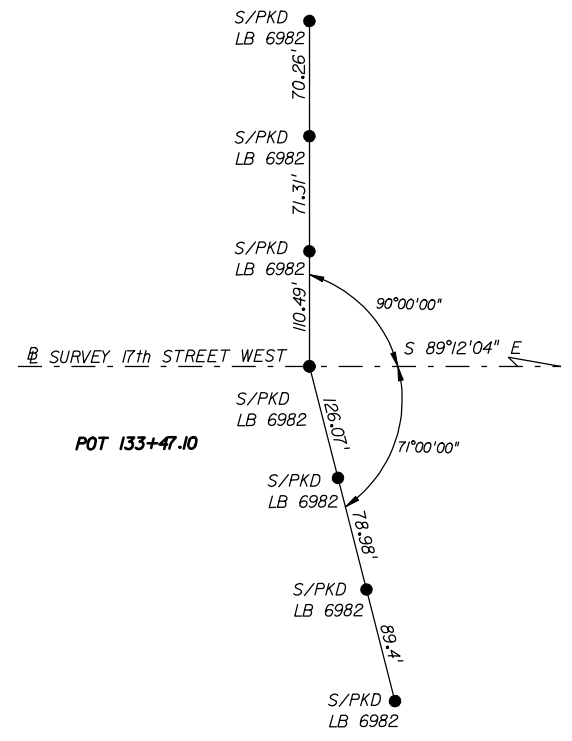 S/PKD
LB 6982
70.26'
S/PKD
LB 6982
71.31'
S/PKD
LB 6982
110.49'
90°00'00"
℄ SURVEY 17th STREET WEST
S 89°12'04" E
S/PKD
LB 6982
126.07'
POT 133+47.10
71°00'00"
S/PKD
LB 6982
78.98'
S/PKD
LB 6982
89.4'
S/PKD
LB 6982